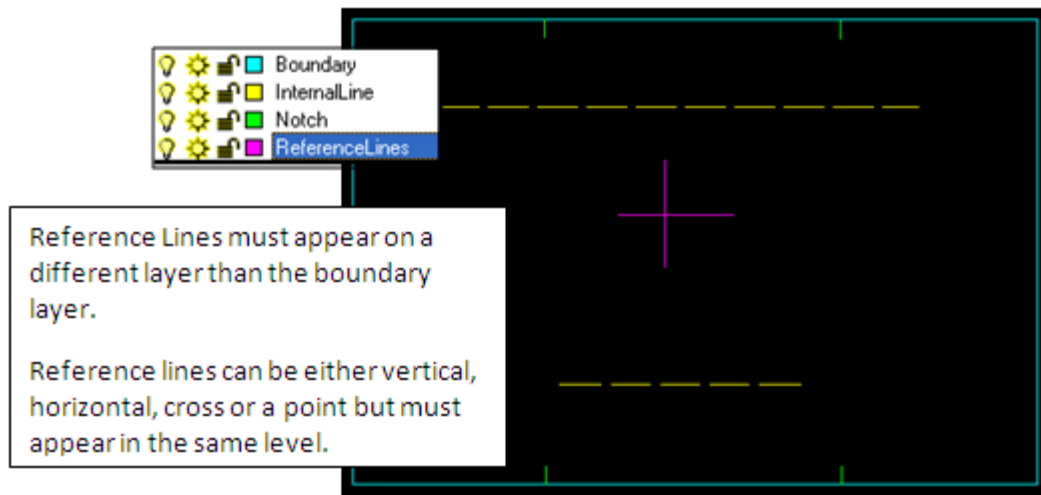 Boundary
InternalLine
Notch
ReferenceLines
Reference Lines must appear on a
different layer than the boundary
layer.
Reference lines can be either vertical,
horizontal, cross or a point but must
appear in the same level.